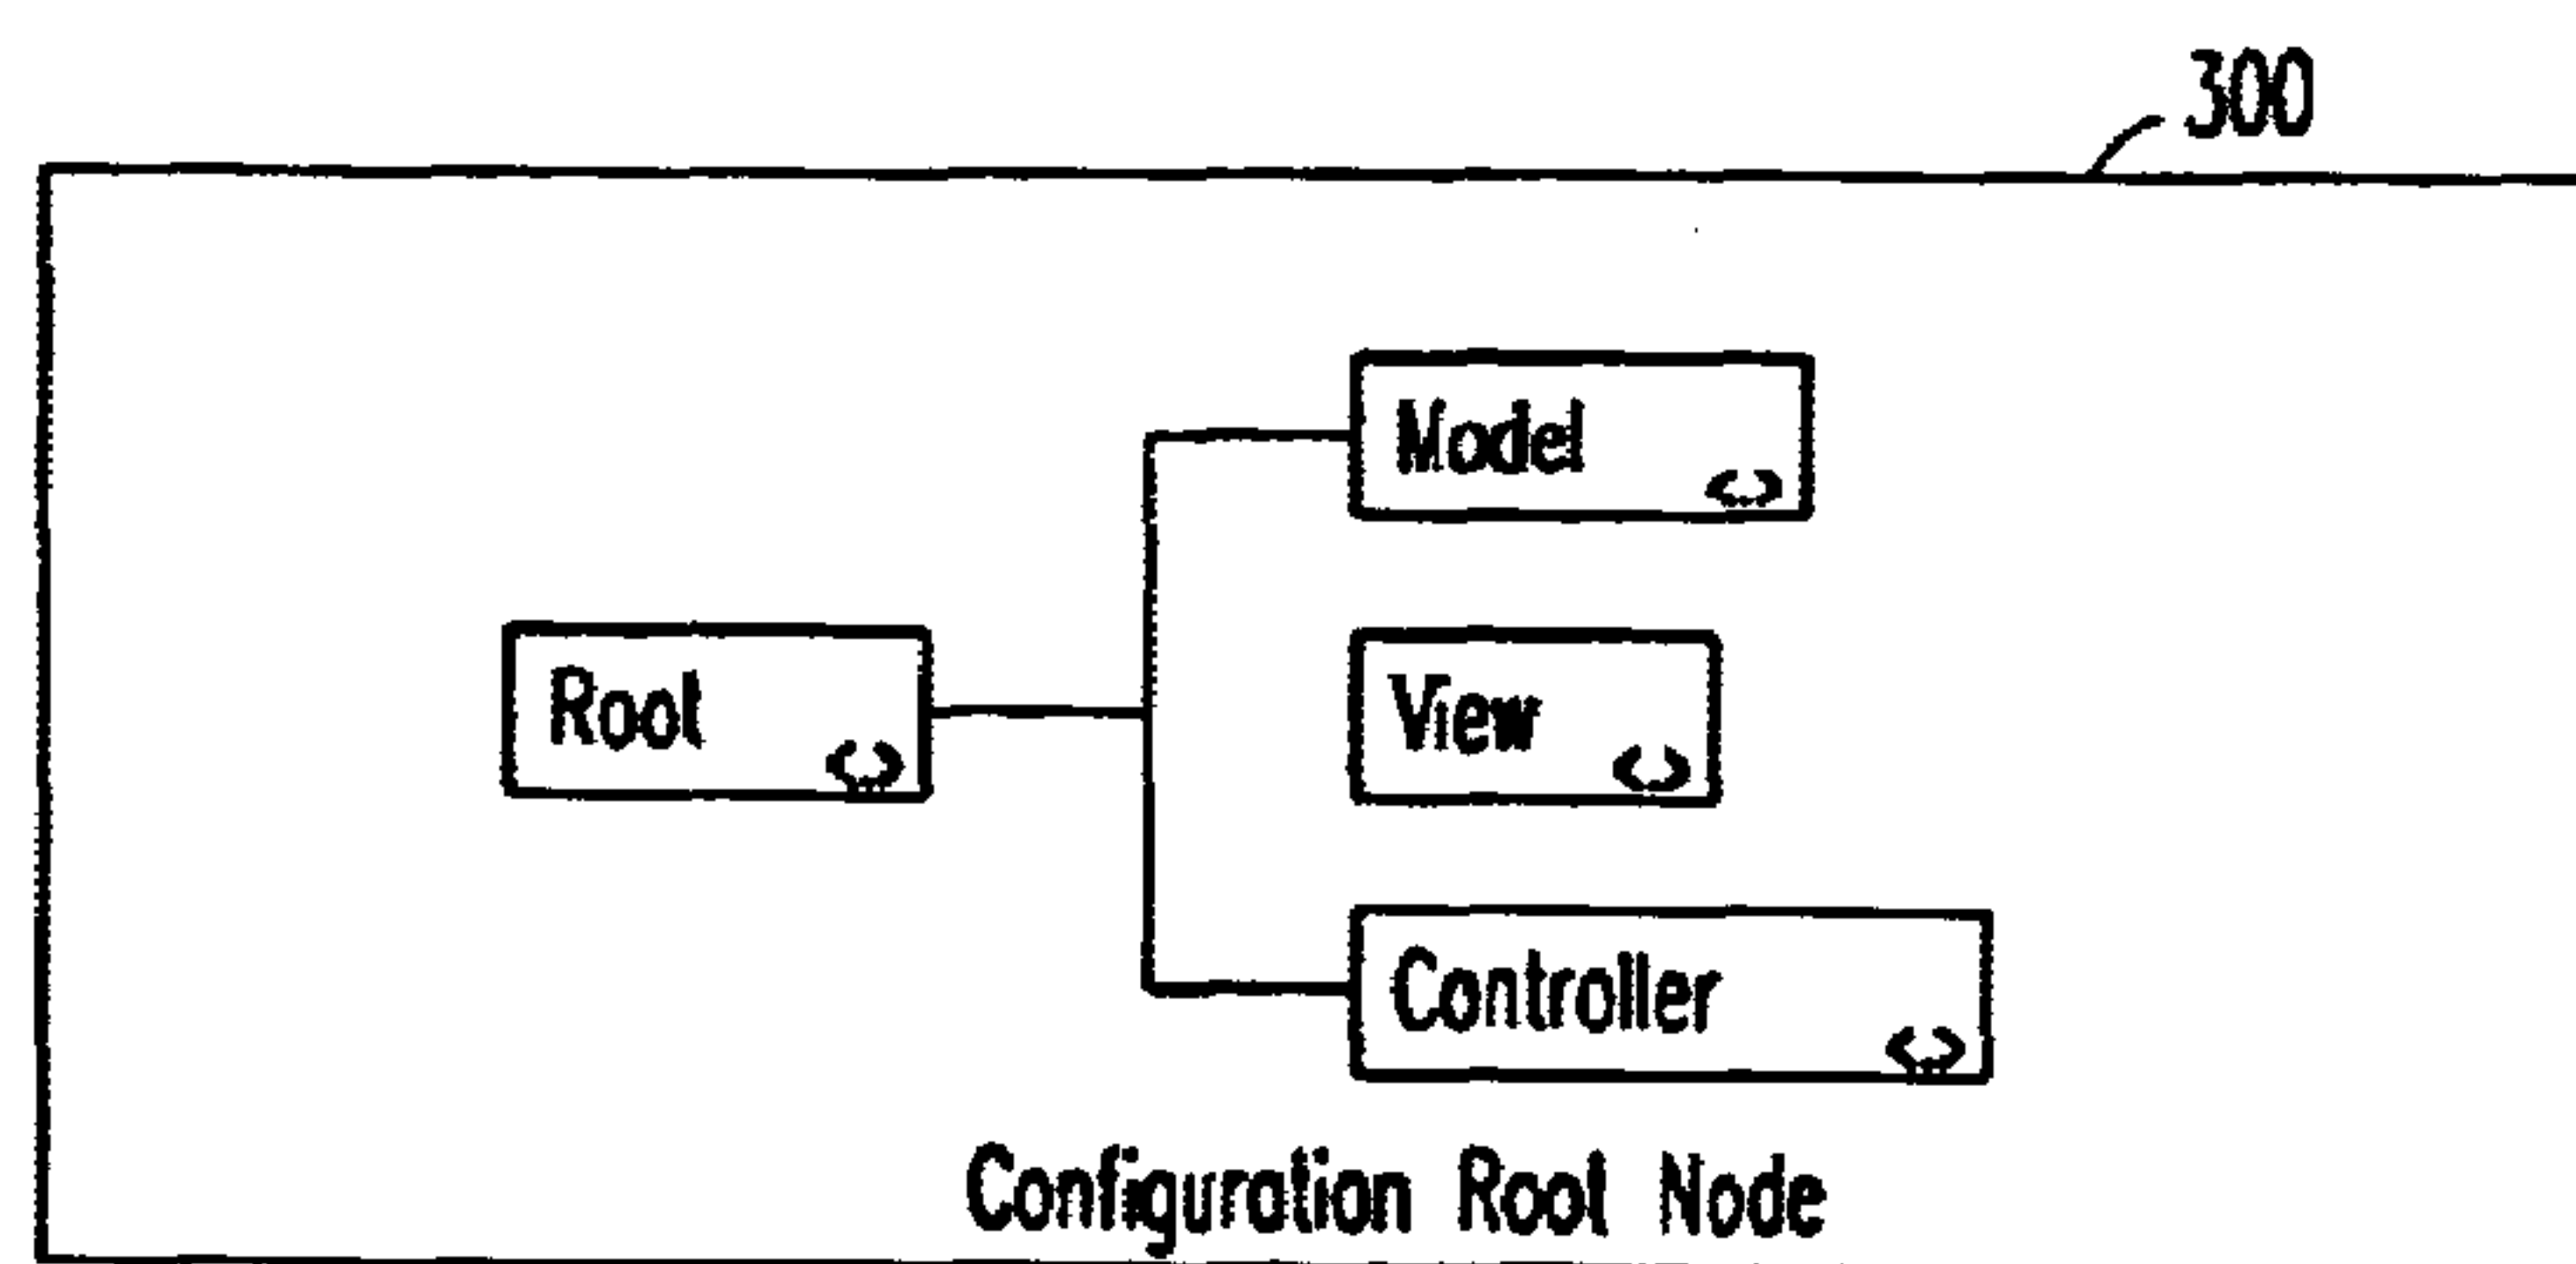 300
Model
<>
Root
<>
View
<>
Controller
<>
Configuration Root Node